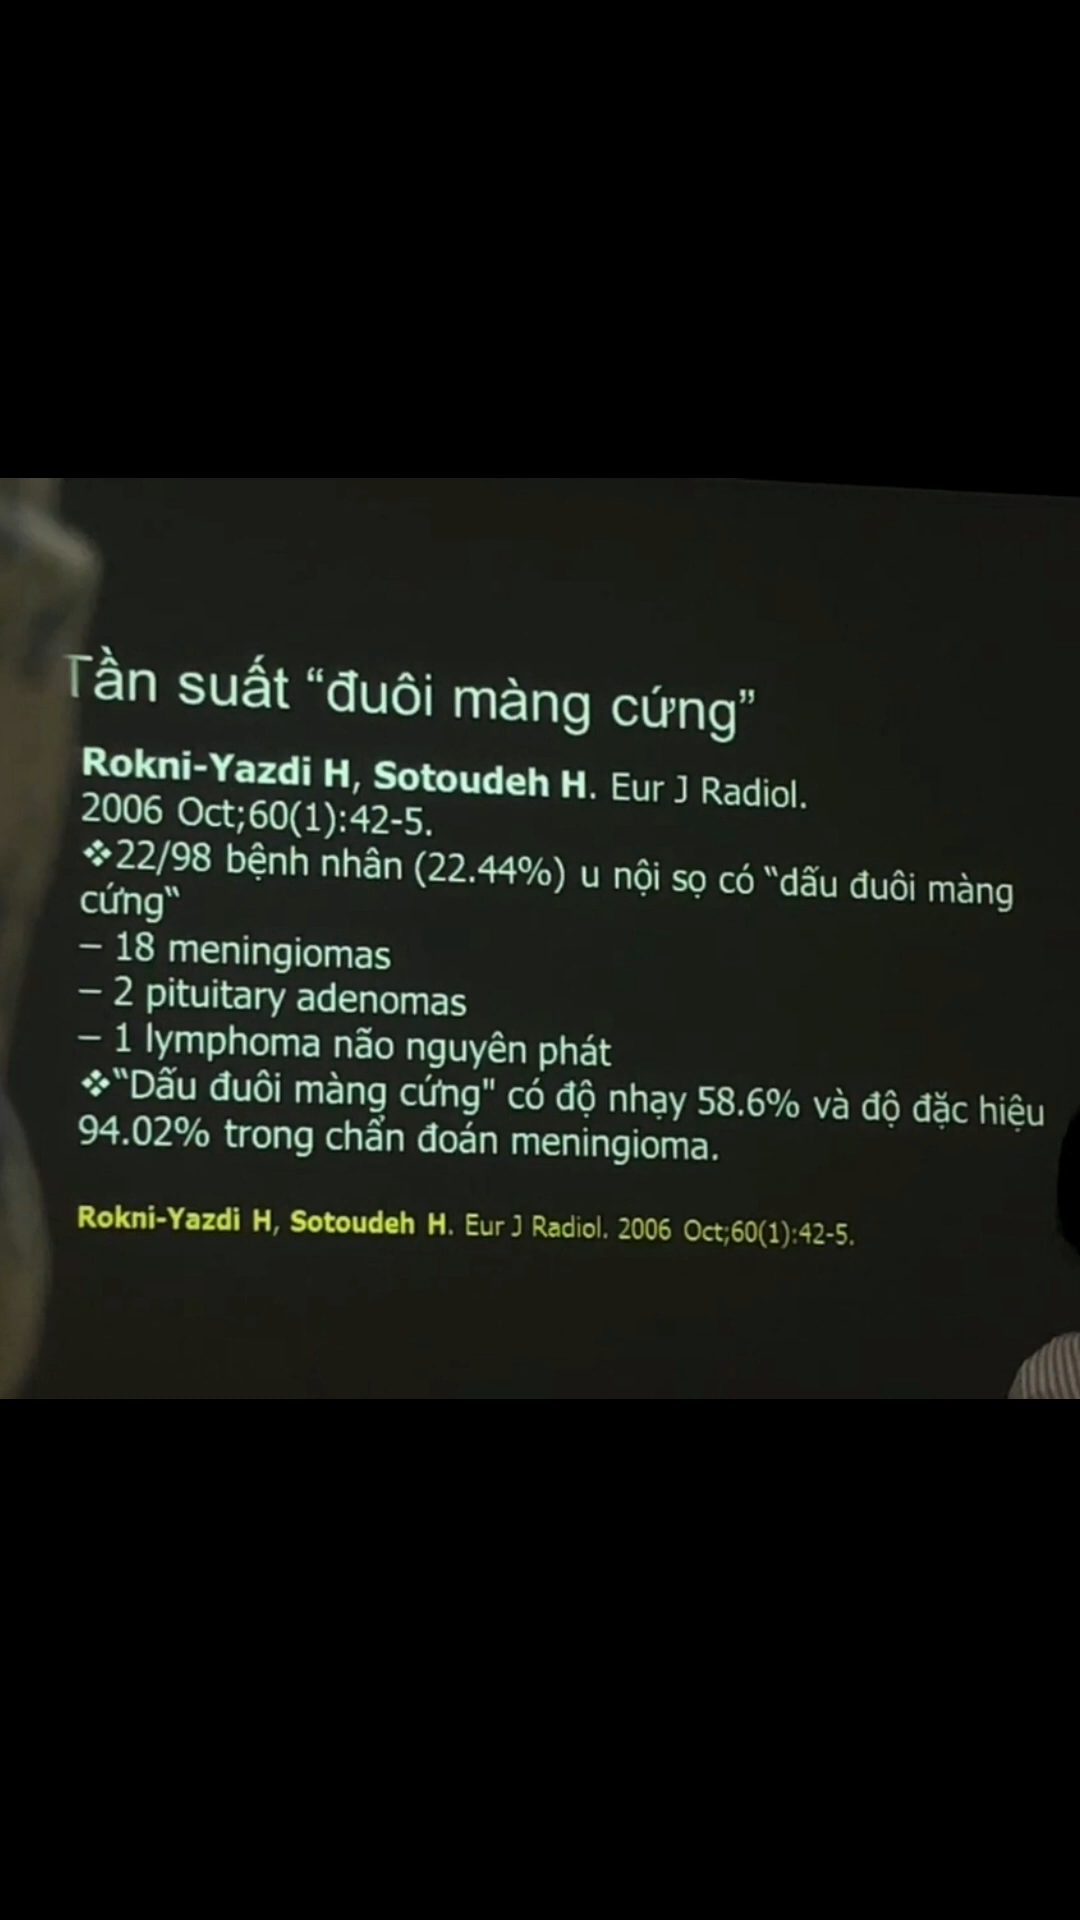 Tần suất “đuôi màng cứng”
Rokni-Yazdi H, Sotoudeh H. Eur J Radiol.
2006 Oct;60(1):42-5.
❖22/98 bệnh nhân (22.44%) u nội sọ có “dấu đuôi màng
cứng“
– 18 meningiomas
– 2 pituitary adenomas
– 1 lymphoma não nguyên phát
❖“Dấu đuôi màng cứng" có độ nhạy 58.6% và độ đặc hiệu
94.02% trong chẩn đoán meningioma.
Rokni-Yazdi H, Sotoudeh H. Eur J Radiol. 2006 Oct;60(1):42-5.